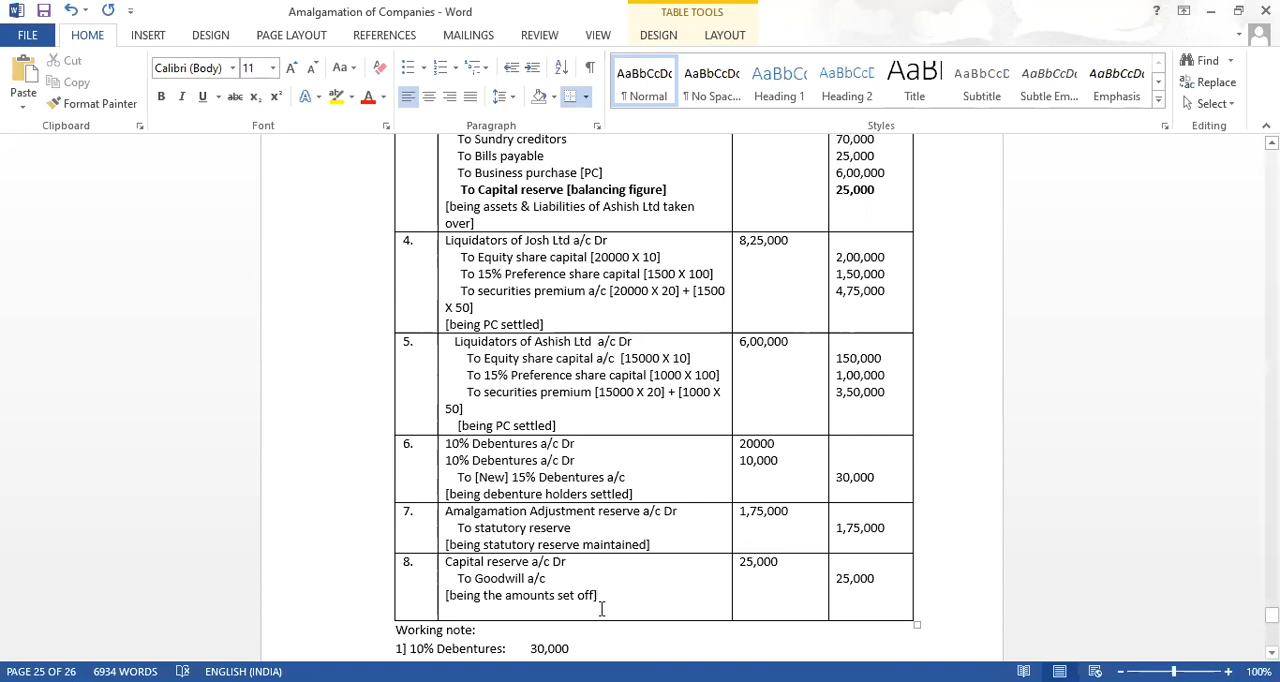 Amalgamation of Companies - Word
TABLE TOOLS
FILE HOME INSERT DESIGN PAGE LAYOUT REFERENCES MAILINGS REVIEW VIEW DESIGN LAYOUT
Paste
Cut
Copy
Format Painter
Clipboard
Calibri (Body) 11
Font
Paragraph
AaBbCcDc AaBbCcDc AaBbCc AaBbCcD AaBb AaBbCcD AaBbCcDc AaBbCcDc
¶ Normal ¶ No Spac... Heading 1 Heading 2 Title Subtitle Subtle Em... Emphasis
Styles
Find
Replace
Select
Editing
To Sundry creditors 70,000
To Bills payable 25,000
To Business purchase [PC] 6,00,000
To Capital reserve [balancing figure] 25,000
[being assets & Liabilities of Ashish Ltd taken
over]
4. Liquidators of Josh Ltd a/c Dr 8,25,000
To Equity share capital [20000 X 10] 2,00,000
To 15% Preference share capital [1500 X 100] 1,50,000
To securities premium a/c [20000 X 20] + [1500 4,75,000
X 50]
[being PC settled]
5. Liquidators of Ashish Ltd a/c Dr 6,00,000
To Equity share capital a/c [15000 X 10] 150,000
To 15% Preference share capital [1000 X 100] 1,00,000
To securities premium [15000 X 20] + [1000 X 3,50,000
50]
[being PC settled]
6. 10% Debentures a/c Dr 20000
10% Debentures a/c Dr 10,000
To [New] 15% Debentures a/c 30,000
[being debenture holders settled]
7. Amalgamation Adjustment reserve a/c Dr 1,75,000
To statutory reserve 1,75,000
[being statutory reserve maintained]
8. Capital reserve a/c Dr 25,000
To Goodwill a/c 25,000
[being the amounts set off]
Working note:
1] 10% Debentures: 30,000
PAGE 25 OF 26 6934 WORDS ENGLISH (INDIA) 100%